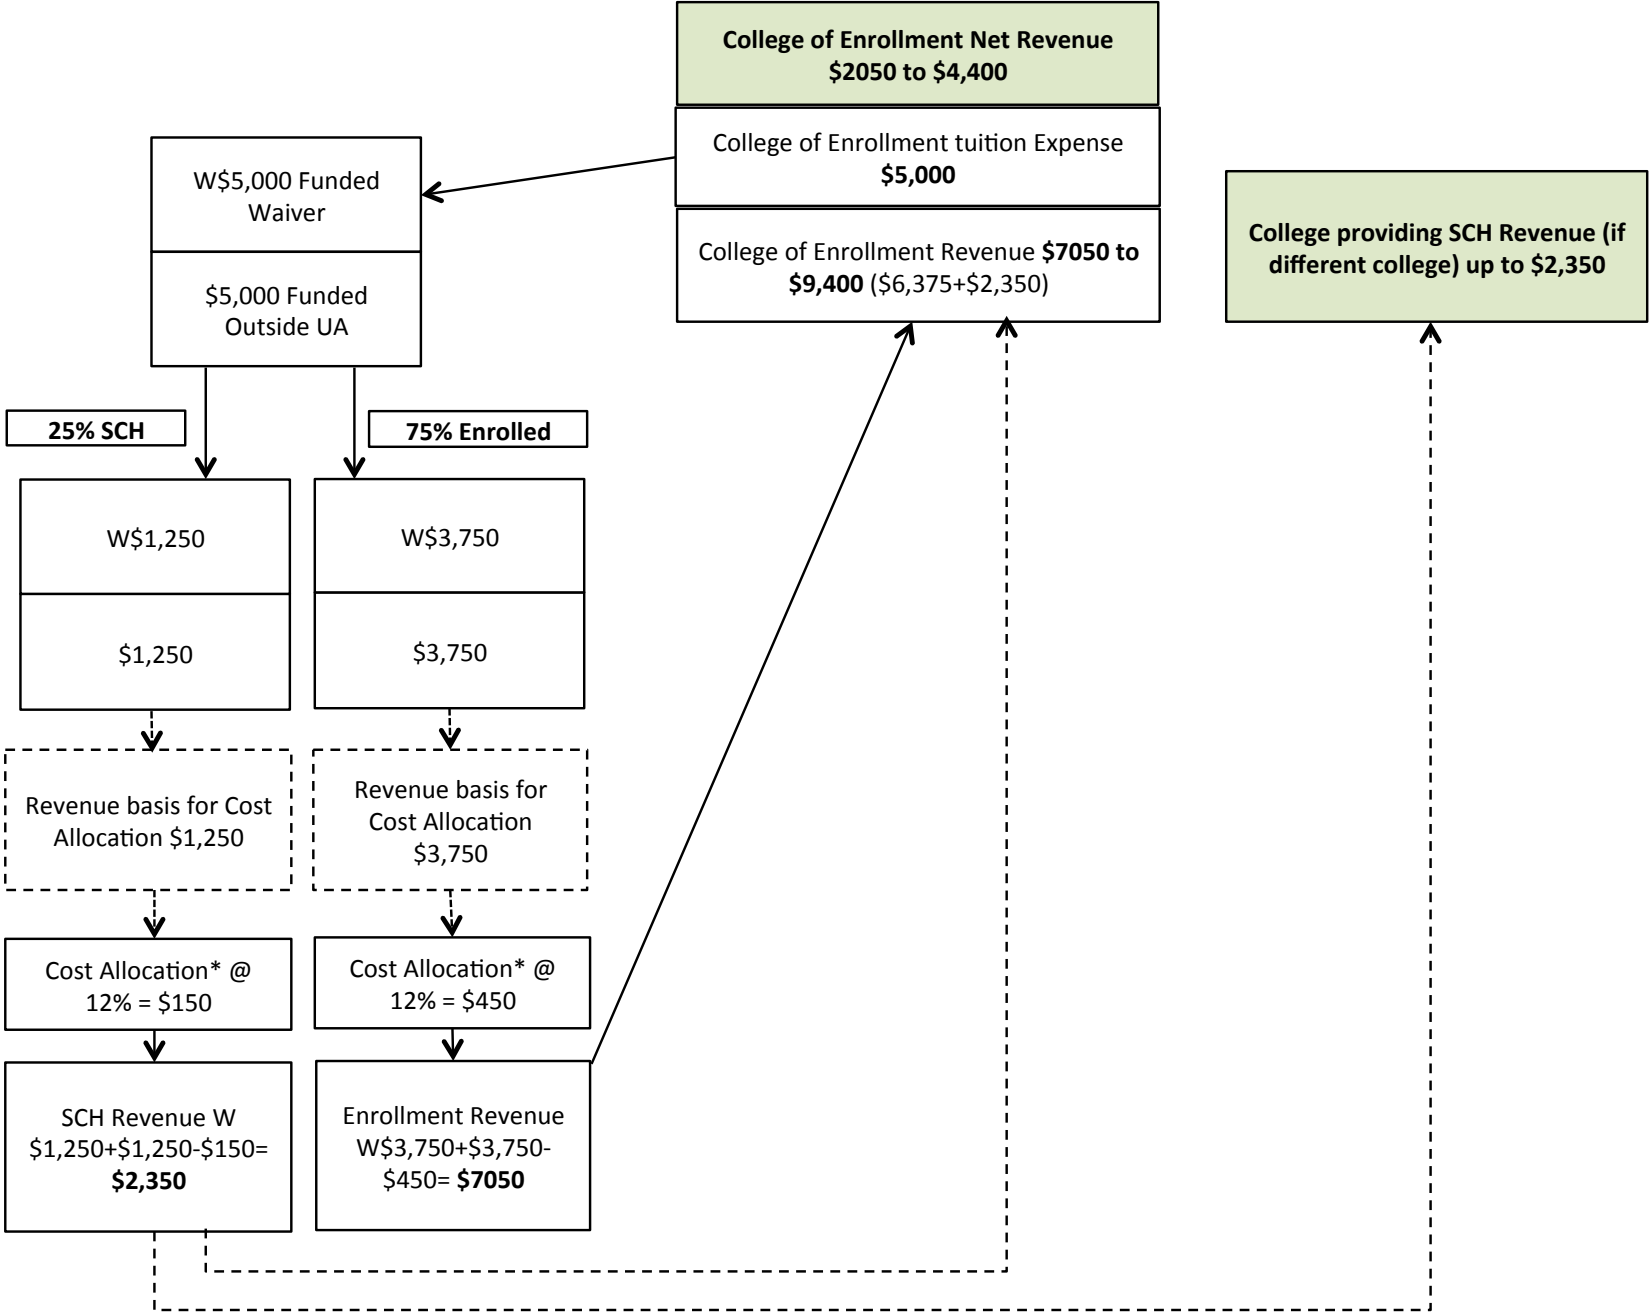 College of Enrollment Net Revenue
$2050 to $4,400
College of Enrollment tuition Expense
$5,000
College of Enrollment Revenue $7050 to
$9,400 ($6,375+$2,350)
W$5,000 Funded
Waiver
$5,000 Funded
Outside UA
College providing SCH Revenue (if
different college) up to $2,350
25% SCH
75% Enrolled
W$1,250
$1,250
W$3,750
$3,750
Revenue basis for Cost
Allocation $1,250
Revenue basis for
Cost Allocation
$3,750
Cost Allocation* @
12% = $150
Cost Allocation* @
12% = $450
SCH Revenue W
$1,250+$1,250-$150=
$2,350
Enrollment Revenue
W$3,750+$3,750-
$450= $7050